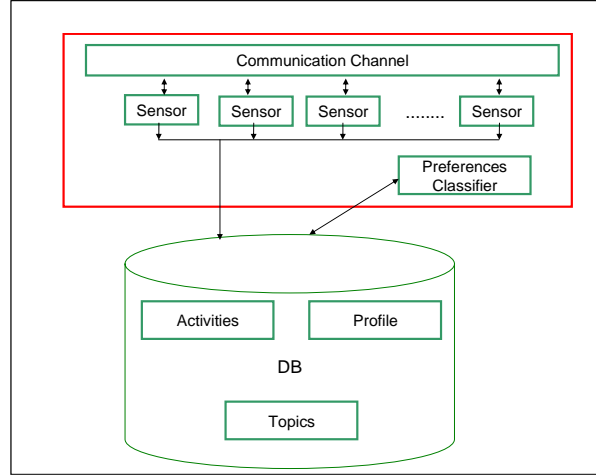 Communication Channel
Sensor Sensor Sensor ........ Sensor
Preferences
Classifier
Activities Profile
DB
Topics